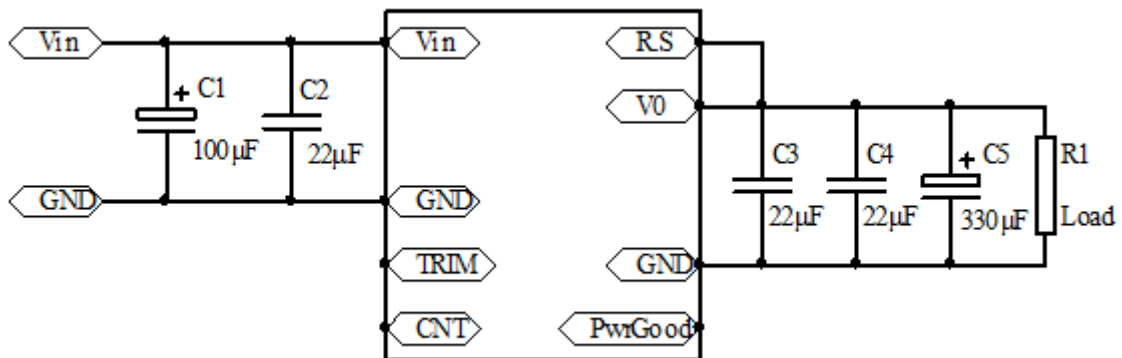 Vin
Vin
RS
C1
C2
V0
100μF
22μF
C3
C4
C5
R1
GND
GND
22μF
22μF
330μF
Load
TRIM
GND
CNT
PwrGood
+
+